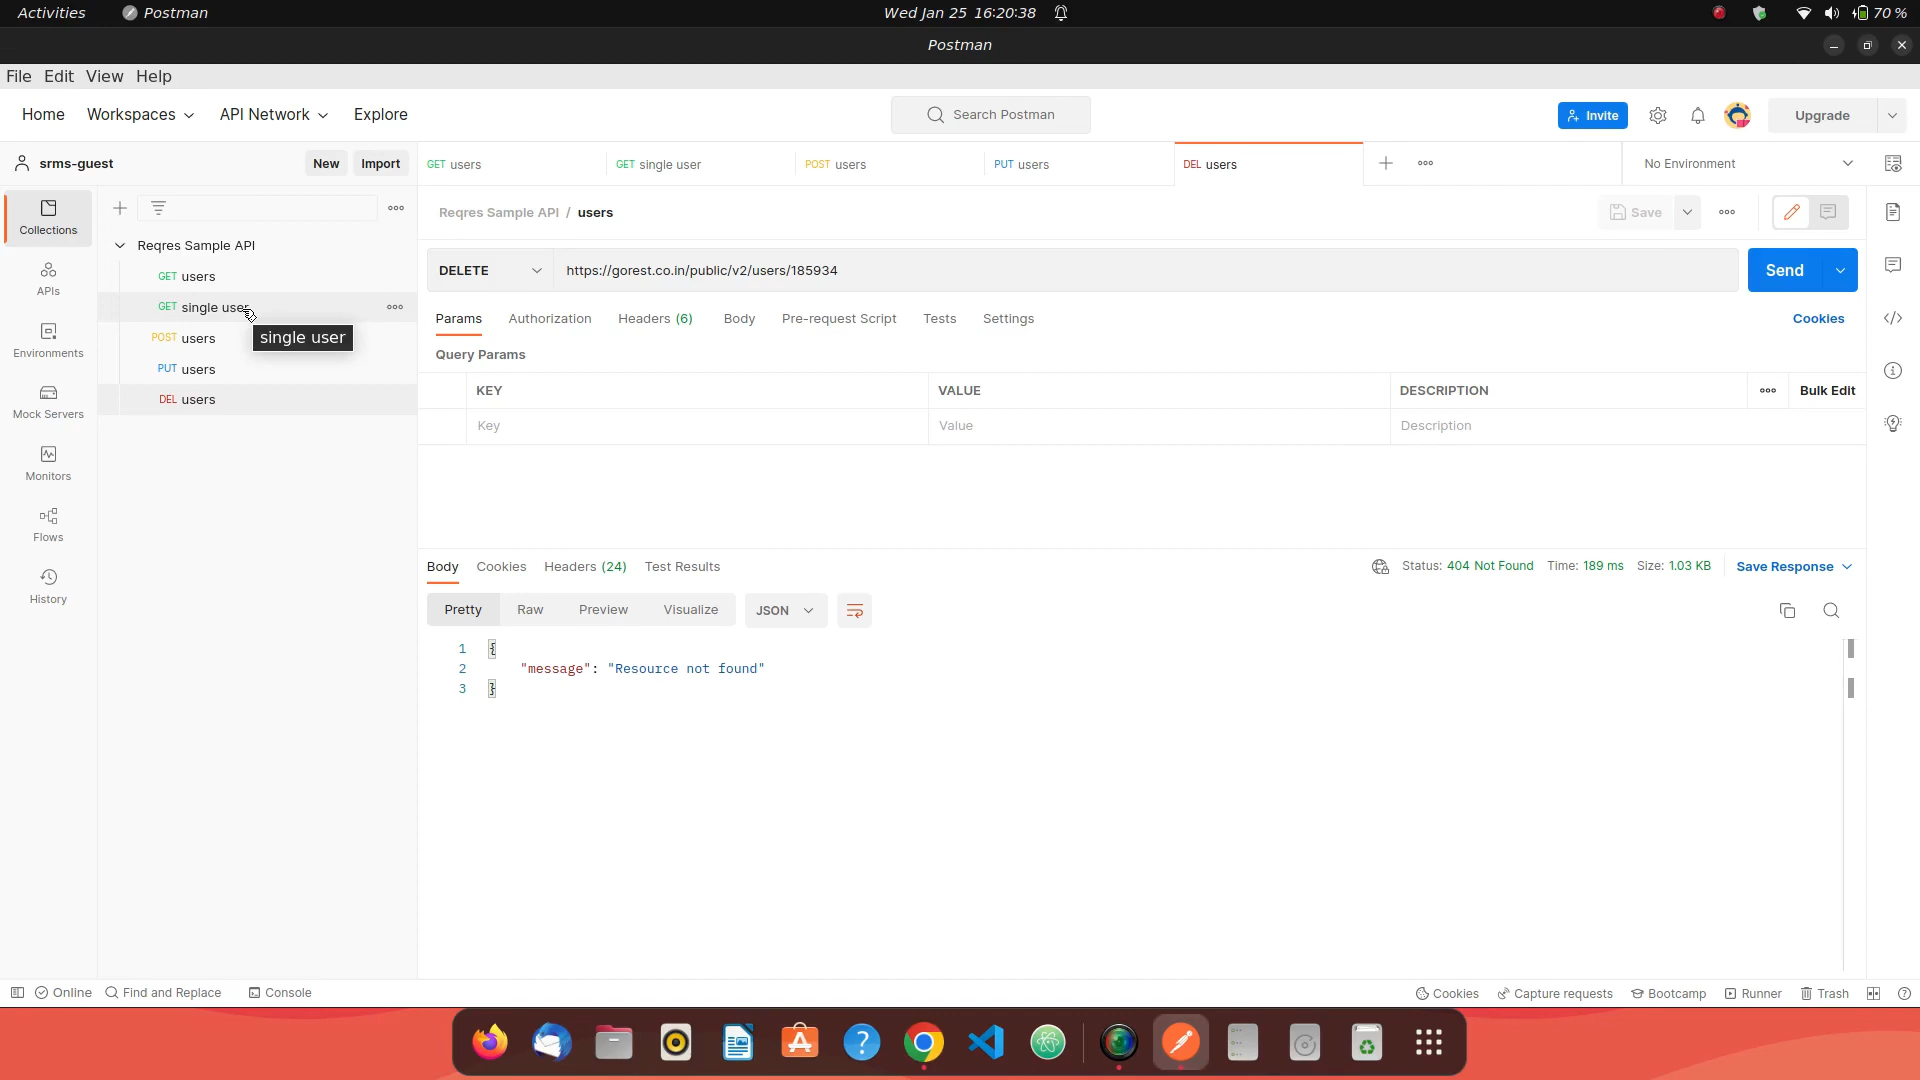 Activities Postman Wed Jan 25 16:20:38 70 %
Postman
File Edit View Help
Home Workspaces API Network Explore Search Postman Invite Upgrade
srms-guest New Import GET users GET single user POST users PUT users DEL users No Environment
Collections
APIs
Environments
Mock Servers
Monitors
Flows
History
Reqres Sample API
GET users
GET single user
single user
POST users
PUT users
DEL users
Reqres Sample API / users Save
DELETE https://gorest.co.in/public/v2/users/185934 Send
Params Authorization Headers (6) Body Pre-request Script Tests Settings Cookies
Query Params
KEY VALUE DESCRIPTION Bulk Edit
Key Value Description
Body Cookies Headers (24) Test Results Status: 404 Not Found Time: 189 ms Size: 1.03 KB Save Response
Pretty Raw Preview Visualize JSON
1 {
2 "message": "Resource not found"
3 }
Online Find and Replace Console Cookies Capture requests Bootcamp Runner Trash